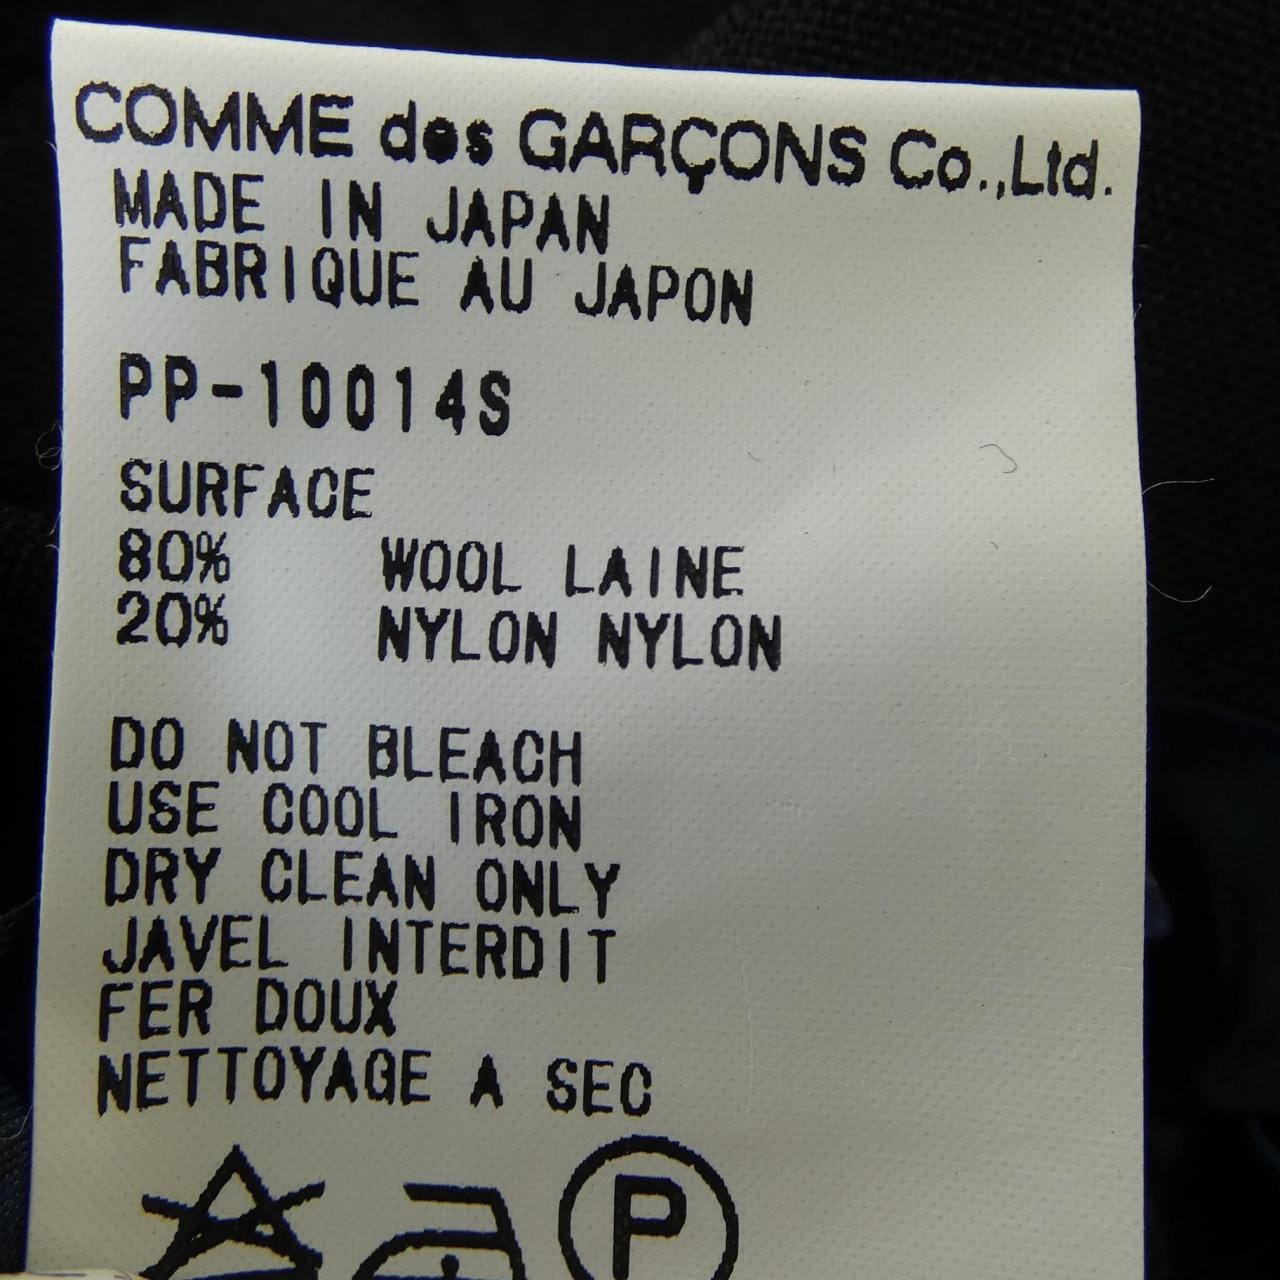 COMME des GARÇONS Co.,Ltd.
MADE IN JAPAN
FABRIQUE AU JAPON
PP-10014S
SURFACE
80% WOOL LAINE
20% NYLON NYLON
DO NOT BLEACH
USE COOL IRON
DRY CLEAN ONLY
JAVEL INTERDIT
FER DOUX
NETTOYAGE A SEC
P